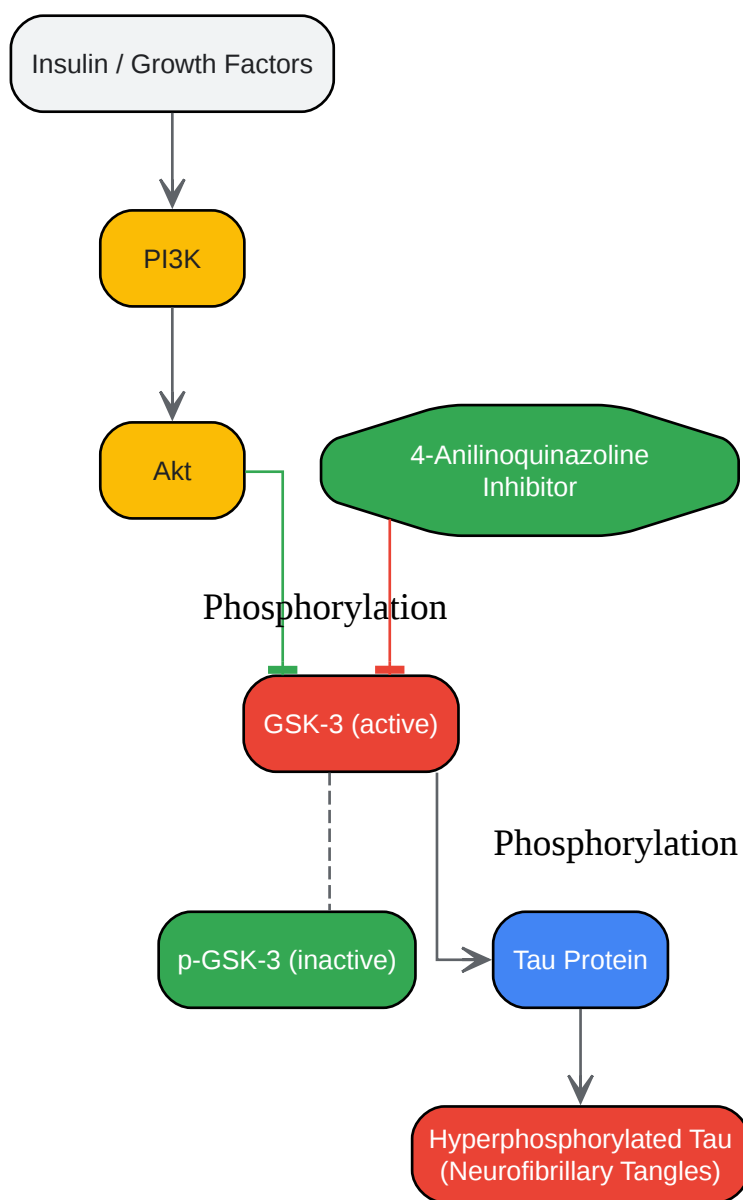 Insulin / Growth Factors
PI3K
Akt
4-Anilinoquinazoline
Inhibitor
Phosphorylation
GSK-3 (active)
Phosphorylation
p-GSK-3 (inactive)
Tau Protein
Hyperphosphorylated Tau
(Neurofibrillary Tangles)